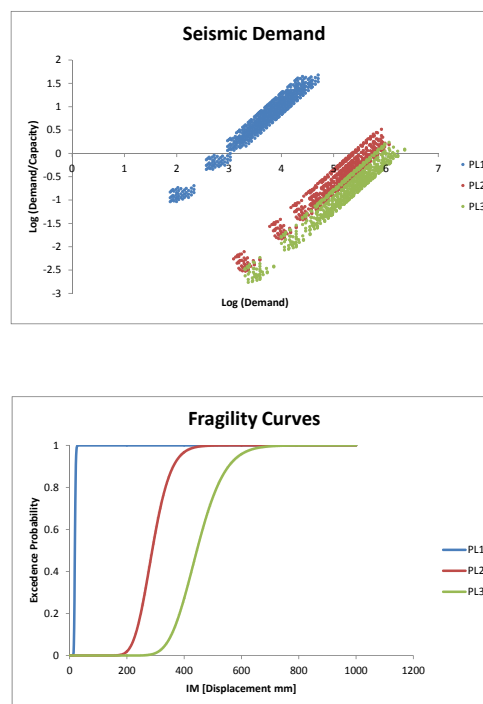 Seismic Demand
2
1.5
1
0.5
0
0 1 2 3 4 5 6 7
-0.5
-1
-1.5
-2
-2.5
-3
Log (Demand/Capacity)
Log (Demand)
PL1
PL2
PL3
Fragility Curves
1
0.8
0.6
0.4
0.2
0
0 200 400 600 800 1000 1200
Excedence Probability
IM [Displacement mm]
PL1
PL2
PL3